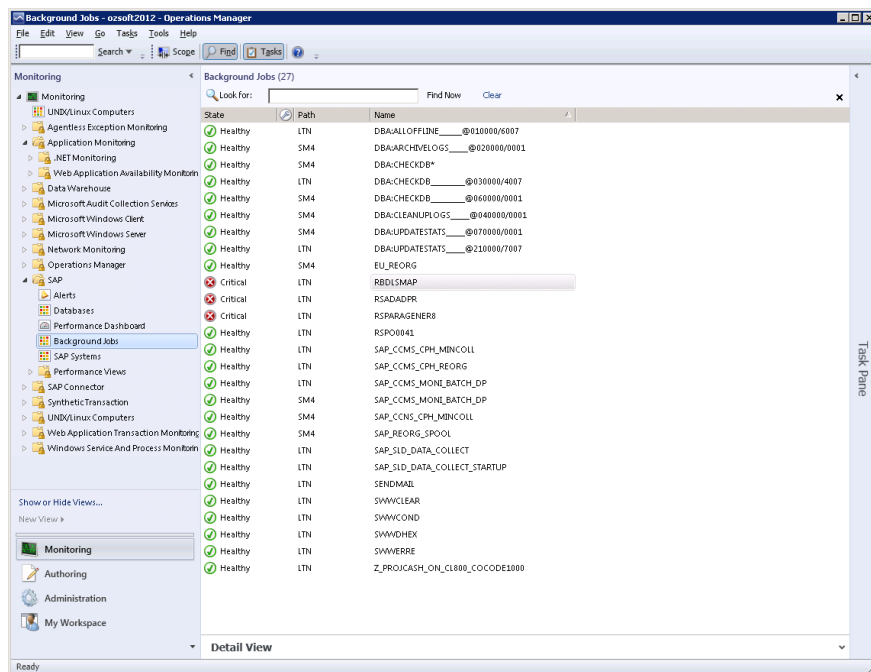 Background Jobs - ozsoft2012 - Operations Manager
File Edit View Go Tasks Tools Help
Search Scope Find Tasks
Monitoring
Monitoring
UNIX/Linux Computers
Agentless Exception Monitoring
Application Monitoring
.NET Monitoring
Web Application Availability Monitorin
Data Warehouse
Microsoft Audit Collection Services
Microsoft Windows Client
Microsoft Windows Server
Network Monitoring
Operations Manager
SAP
Alerts
Databases
Performance Dashboard
Background Jobs
SAP Systems
Performance Views
SAP Connector
Synthetic Transaction
UNIX/Linux Computers
Web Application Transaction Monitoring
Windows Service And Process Monitorin
Show or Hide Views...
New View
Monitoring
Authoring
Administration
My Workspace
Background Jobs (27)
Look for: Find Now Clear
State Path Name
Healthy LTN DBA:ALLOFFLINE_____@010000/6007
Healthy SM4 DBA:ARCHIVELOGS____@020000/0001
Healthy SM4 DBA:CHECKDB*
Healthy LTN DBA:CHECKDB________@030000/4007
Healthy SM4 DBA:CHECKDB________@060000/0001
Healthy SM4 DBA:CLEANUPLOGS____@040000/0001
Healthy SM4 DBA:UPDATESTATS____@070000/0001
Healthy LTN DBA:UPDATESTATS____@210000/7007
Healthy SM4 EU_REORG
Critical LTN RBDLSMAP
Critical LTN RSADADPR
Critical LTN RSPARAGENER8
Healthy LTN RSPO0041
Healthy LTN SAP_CCMS_CPH_MINCOLL
Healthy LTN SAP_CCMS_CPH_REORG
Healthy LTN SAP_CCMS_MONI_BATCH_DP
Healthy SM4 SAP_CCMS_MONI_BATCH_DP
Healthy SM4 SAP_CCNS_CPH_MINCOLL
Healthy SM4 SAP_REORG_SPOOL
Healthy LTN SAP_SLD_DATA_COLLECT
Healthy LTN SAP_SLD_DATA_COLLECT_STARTUP
Healthy LTN SENDMAIL
Healthy LTN SWWCLEAR
Healthy LTN SWWCOND
Healthy LTN SWWDHEX
Healthy LTN SWWERRE
Healthy LTN Z_PROJCASH_ON_CL800_COCODE1000
Detail View
Task Pane
Ready